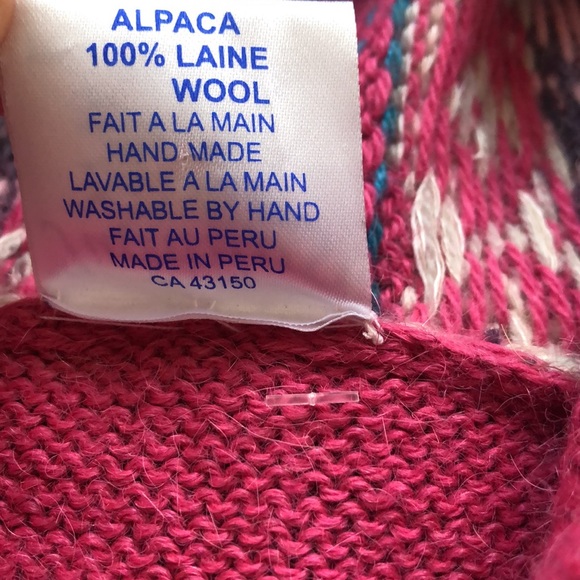 ALPACA
100% LAINE
WOOL
FAIT A LA MAIN
HAND MADE
LAVABLE A LA MAIN
WASHABLE BY HAND
FAIT AU PERU
MADE IN PERU
CA 43150